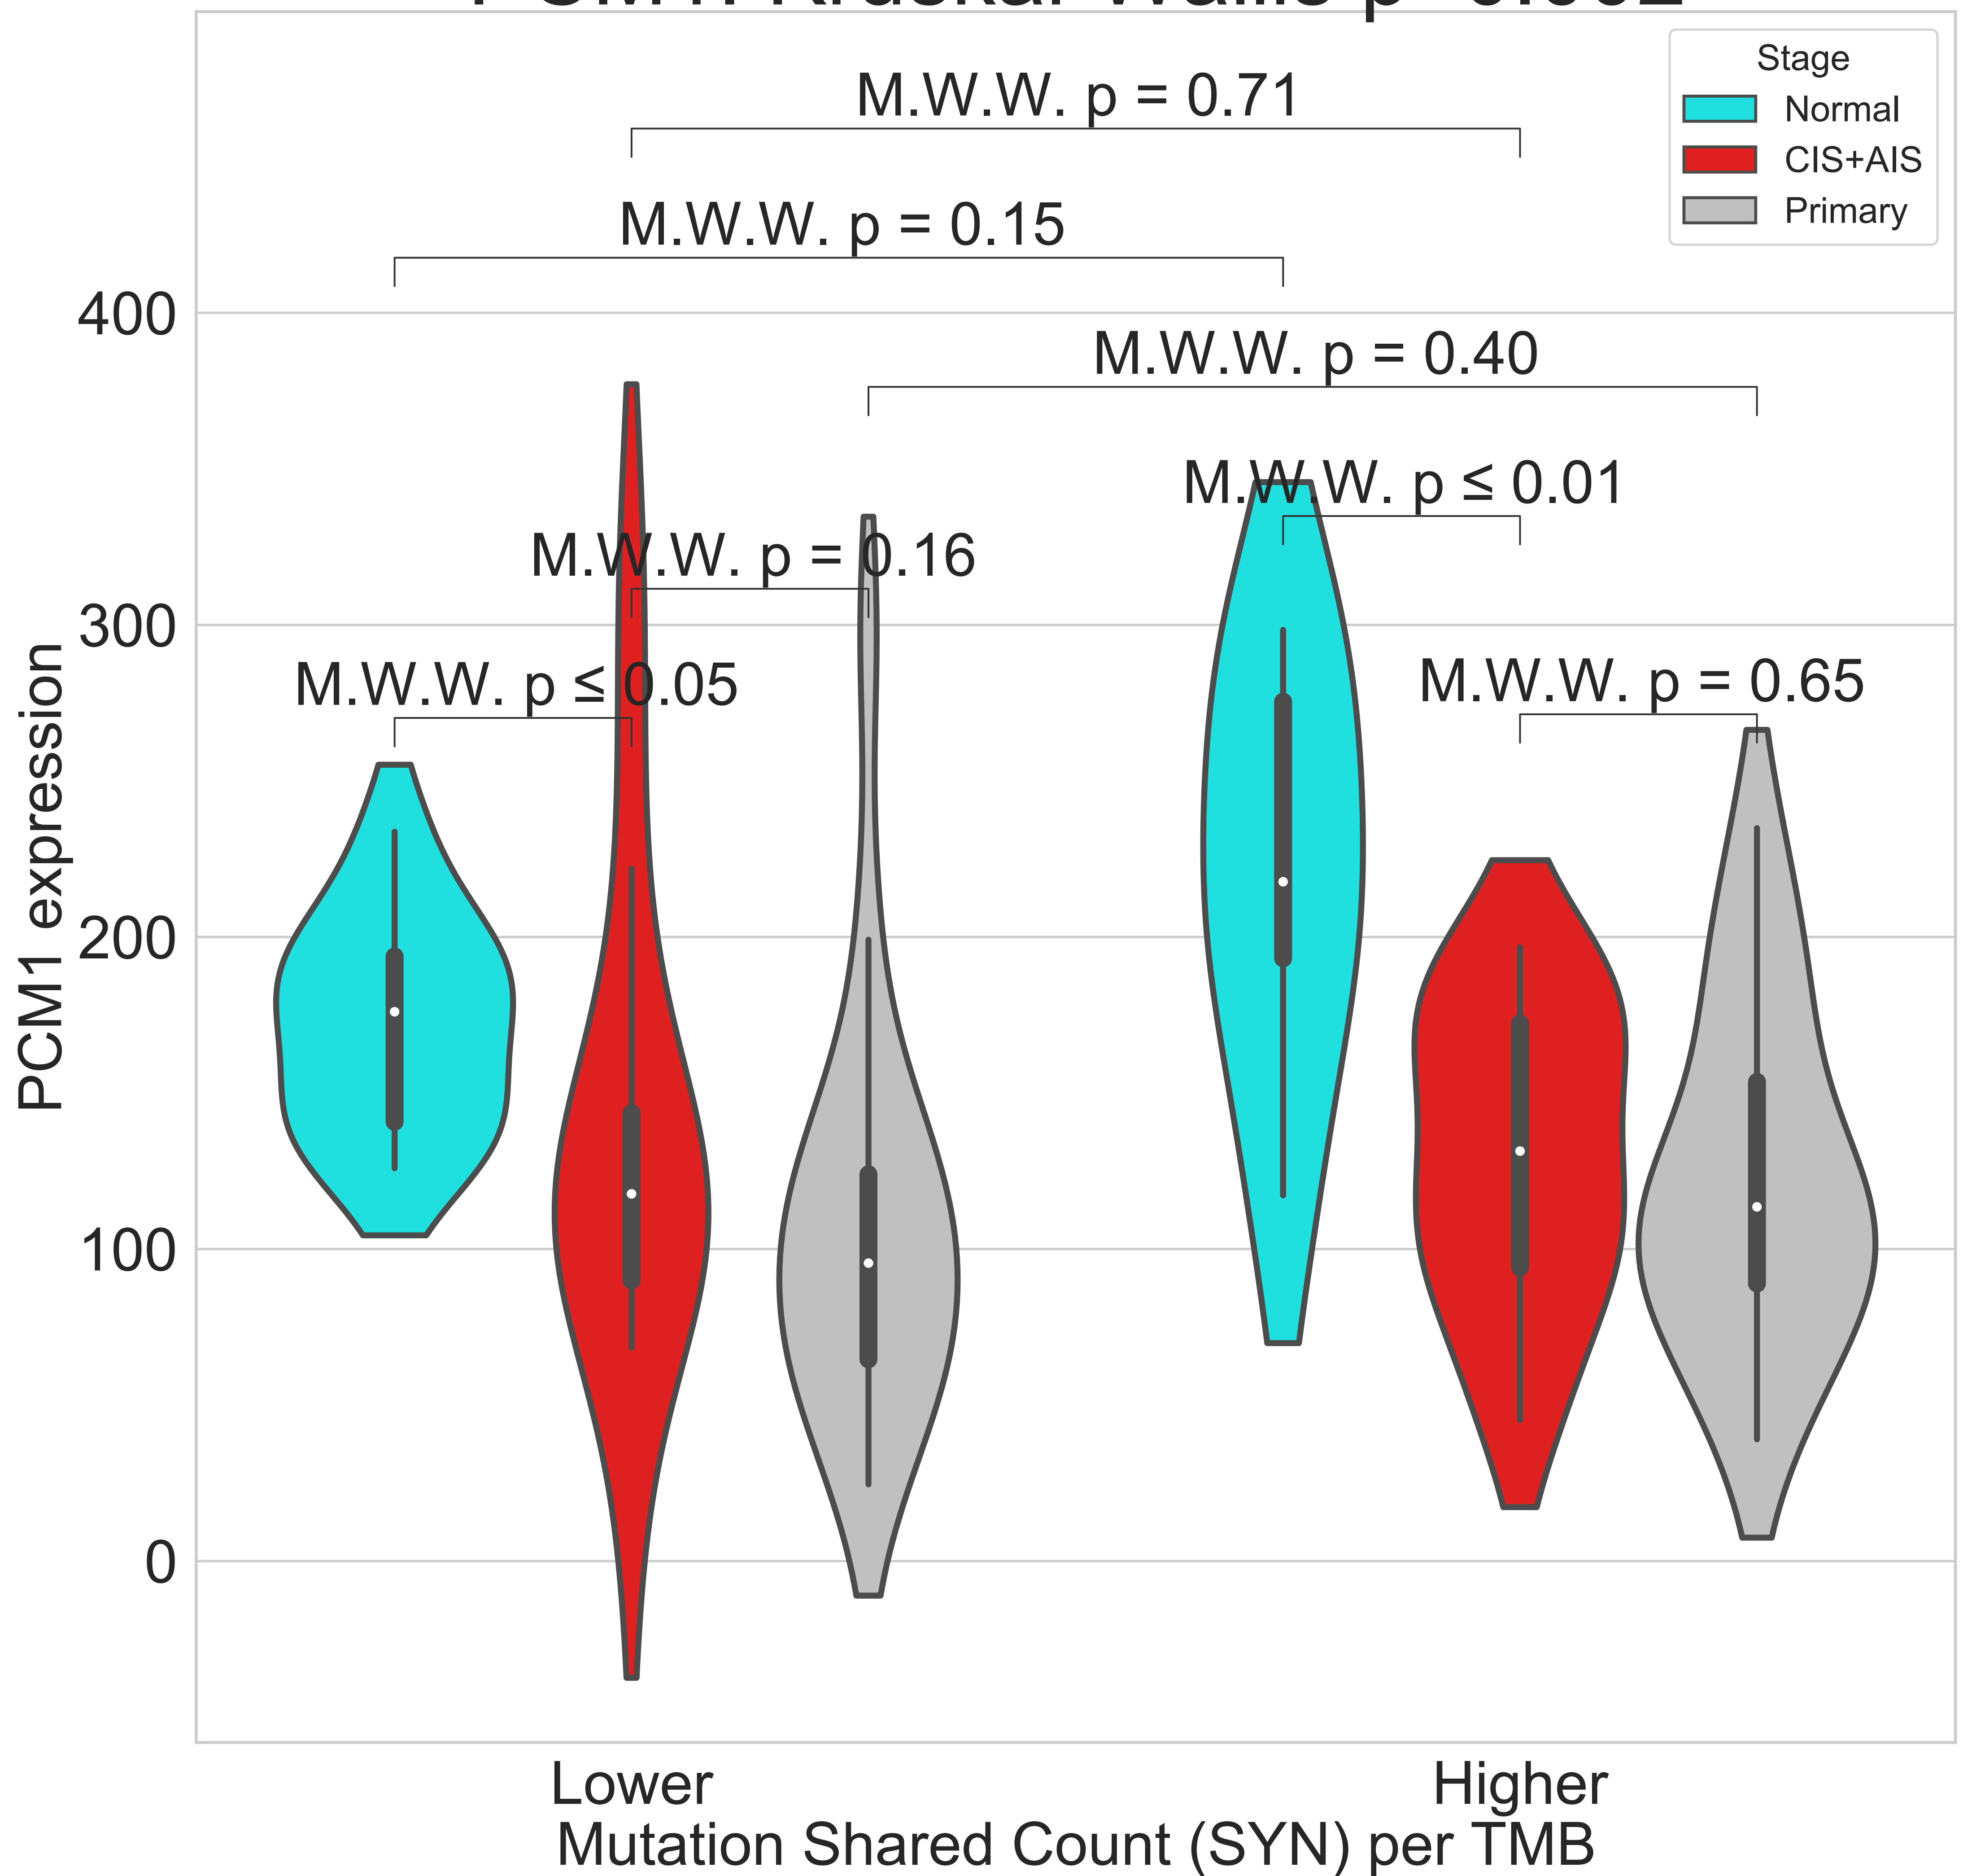 Stage
Normal
CIS+AIS
Primary
M.W.W. p = 0.71
M.W.W. p = 0.15
M.W.W. p = 0.40
M.W.W. p ≤ 0.01
M.W.W. p = 0.16
M.W.W. p ≤ 0.05
M.W.W. p = 0.65
400
300
200
100
0
PCM1 expression
Lower
Higher
Mutation Shared Count (SYN) per TMB